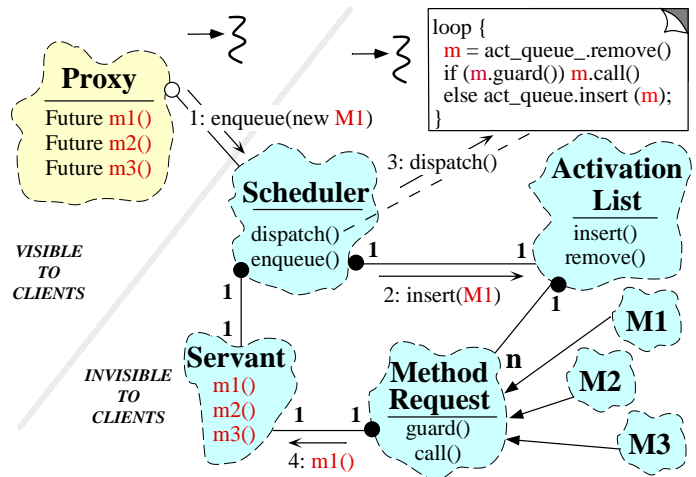 loop {
m = act_queue_.remove()
if (m.guard()) m.call()
else act_queue.insert (m);
}
Proxy
Future m1()
Future m2()
Future m3()
1: enqueue(new M1)
3: dispatch()
Scheduler
dispatch()
enqueue()
Activation
List
insert()
remove()
VISIBLE
TO
CLIENTS
1
1
2: insert(M1)
1
1
1
n
M1
M2
M3
INVISIBLE
TO
CLIENTS
Servant
m1()
m2()
m3()
Method
Request
guard()
call()
1
1
4: m1()